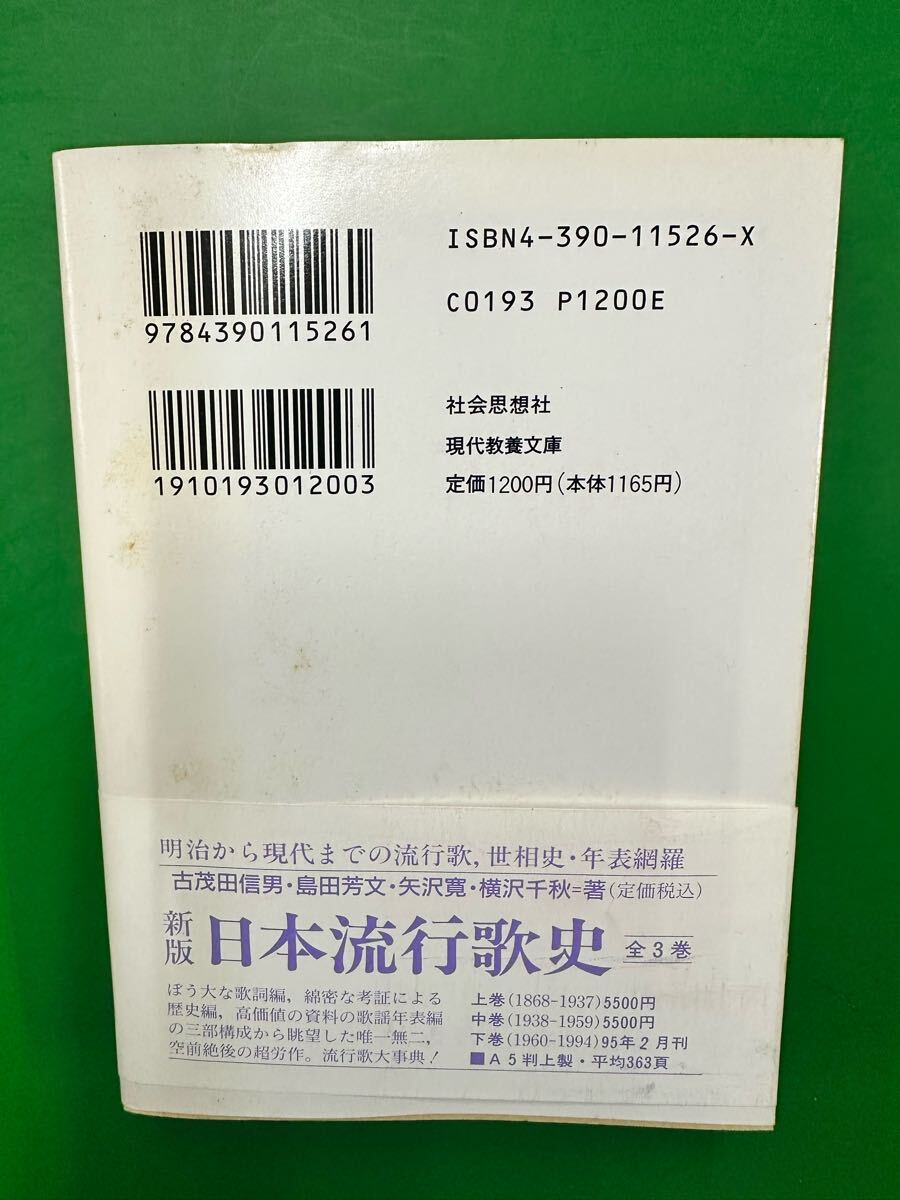 ISBN4-390-11526-X
C0193 P1200E
9784390115261
1910193012003
社会思想社
現代教養文庫
定価1200円(本体1165円)
明治から現代までの流行歌,世相史・年表網羅
古茂田信男・島田芳文・矢沢寛・横沢千秋=著(定価税込)
新版 日本流行歌史 全3巻
ぼう大な歌詞編, 綿密な考証による
歴史編, 高価値の資料の歌謡年表編
の三部構成から眺望した唯一無二,
空前絶後の超労作。流行歌大事典!
上巻(1868-1937)5500円
中巻(1938-1959)5500円
下巻(1960-1994)95年2月刊
■A5判上製・平均363頁